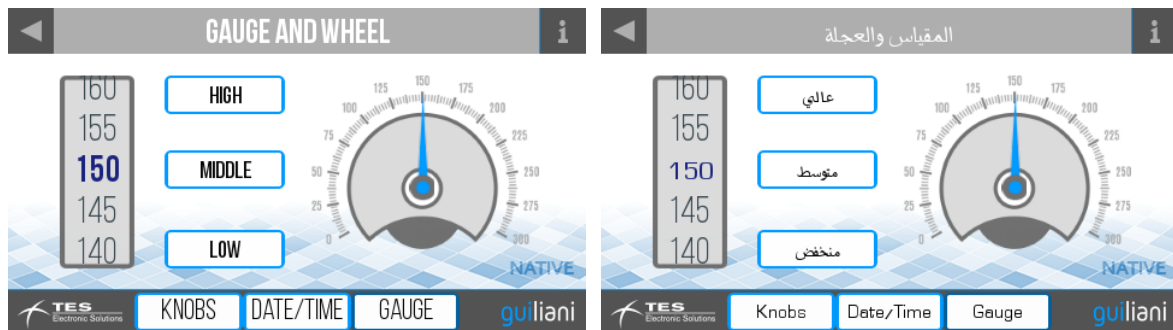 GAUGE AND WHEEL
i
160
155
150
145
140
HIGH
MIDDLE
LOW
0
25
50
75
100
125
150
175
200
225
250
275
300
NATIVE
TES
Electronic Solutions
KNOBS
DATE/TIME
GAUGE
guiliani
المقياس والعجلة
i
160
155
150
145
140
عالي
متوسط
منخفض
0
25
50
75
100
125
150
175
200
225
250
275
300
NATIVE
TES
Electronic Solutions
Knobs
Date/Time
Gauge
guiliani